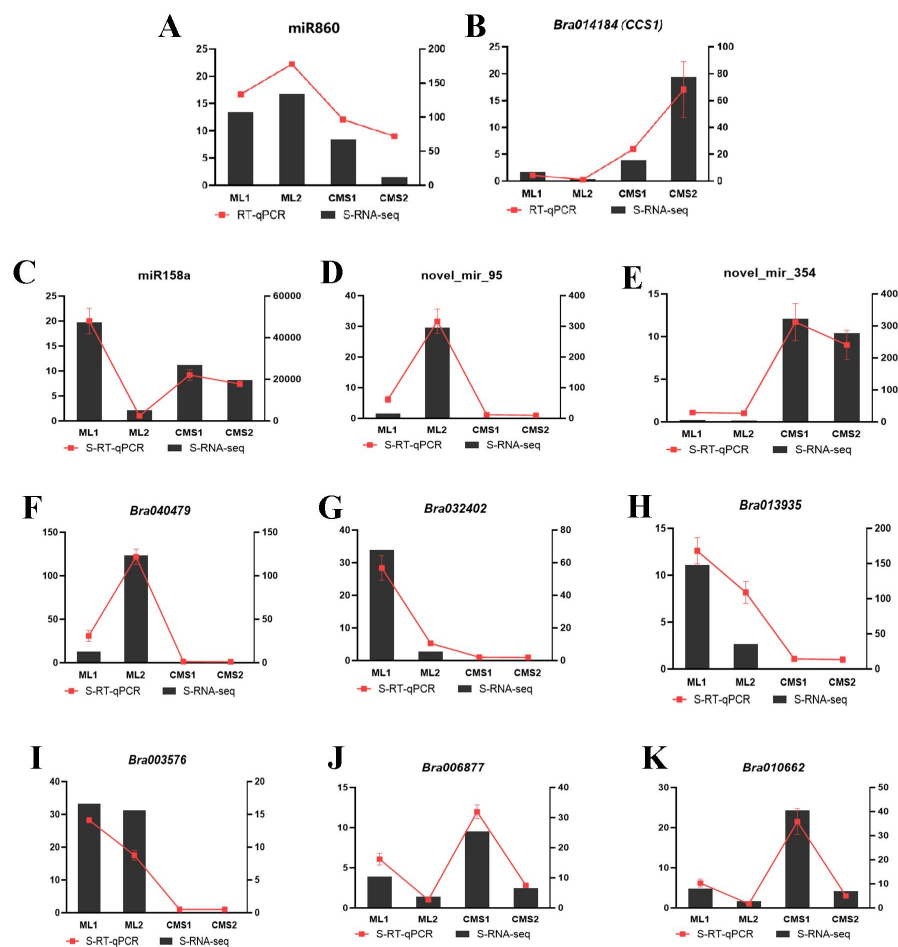 A
miR860
25
20
15
10
5
0
200
150
100
50
0
ML1 ML2 CMS1 CMS2
RT-qPCR S-RNA-seq
B
Bra014184 (CCS1)
25
20
15
10
5
0
100
80
60
40
20
0
ML1 ML2 CMS1 CMS2
RT-qPCR S-RNA-seq
C
miR158a
25
20
15
10
5
0
60000
40000
20000
0
ML1 ML2 CMS1 CMS2
S-RT-qPCR S-RNA-seq
D
novel_mir_95
40
30
20
10
0
400
300
200
100
0
ML1 ML2 CMS1 CMS2
S-RT-qPCR S-RNA-seq
E
novel_mir_354
15
10
5
0
400
300
200
100
0
ML1 ML2 CMS1 CMS2
S-RT-qPCR S-RNA-seq
F
Bra040479
150
100
50
0
150
100
50
0
ML1 ML2 CMS1 CMS2
S-RT-qPCR S-RNA-seq
G
Bra032402
40
30
20
10
0
80
60
40
20
0
ML1 ML2 CMS1 CMS2
S-RT-qPCR S-RNA-seq
H
Bra013935
15
10
5
0
200
150
100
50
0
ML1 ML2 CMS1 CMS2
S-RT-qPCR S-RNA-seq
I
Bra003576
40
30
20
10
0
20
15
10
5
0
ML1 ML2 CMS1 CMS2
S-RT-qPCR S-RNA-seq
J
Bra006877
15
10
5
0
40
30
20
10
0
ML1 ML2 CMS1 CMS2
S-RT-qPCR S-RNA-seq
K
Bra010662
30
20
10
0
50
40
30
20
10
0
ML1 ML2 CMS1 CMS2
S-RT-qPCR S-RNA-seq